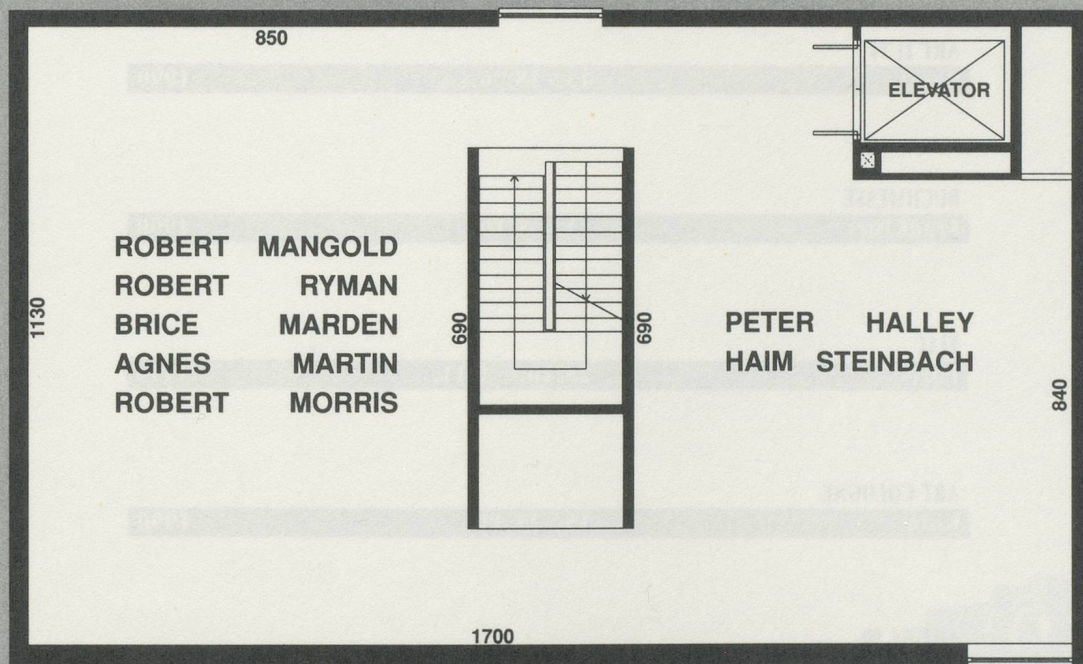 850
ELEVATOR
ROBERT MANGOLD
ROBERT RYMAN
BRICE MARDEN
AGNES MARTIN
ROBERT MORRIS
1130
690
690
PETER HALLEY
HAIM STEINBACH
840
1700